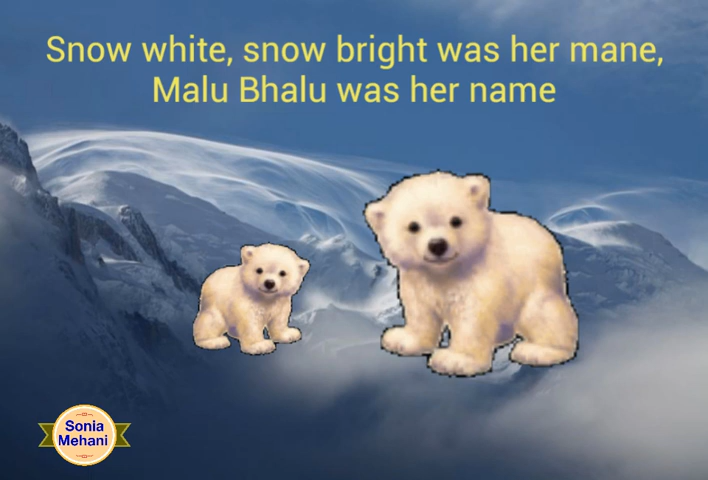 Snow white, snow bright was her mane,
Malu Bhalu was her name
Sonia
Mehani